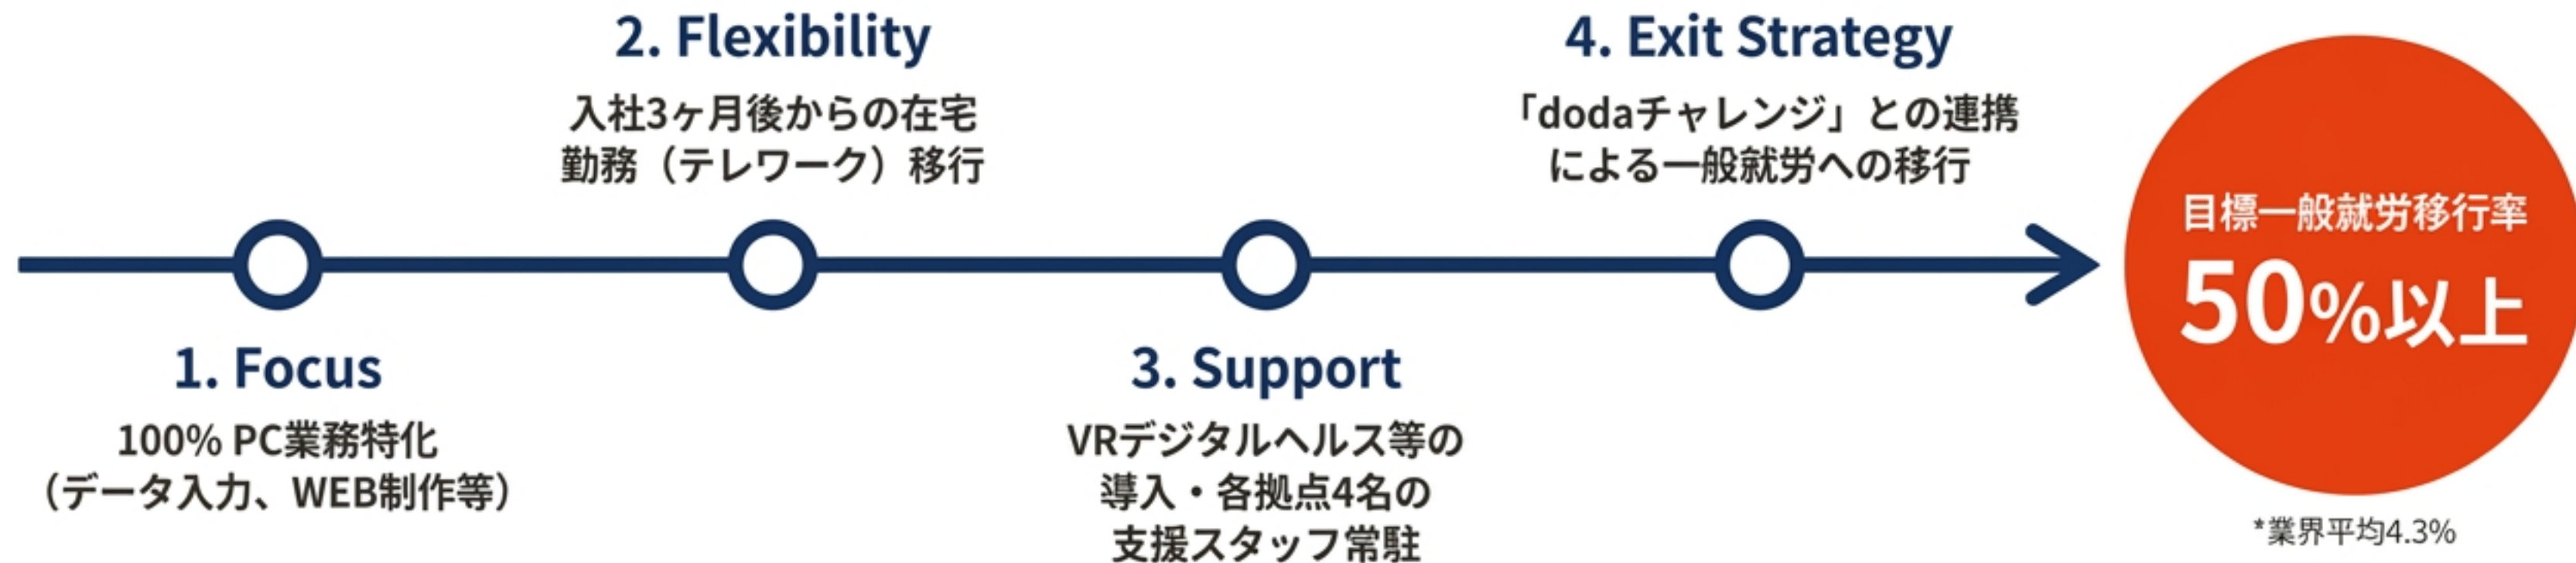 1. Focus
100% PC業務特化
（データ入力、WEB制作等）
2. Flexibility
入社3ヶ月後からの在宅
勤務（テレワーク）移行
3. Support
VRデジタルヘルス等の
導入・各拠点4名の
支援スタッフ常駐
4. Exit Strategy
「dodaチャレンジ」との連携
による一般就労への移行
目標一般就労移行率
50%以上
*業界平均4.3%